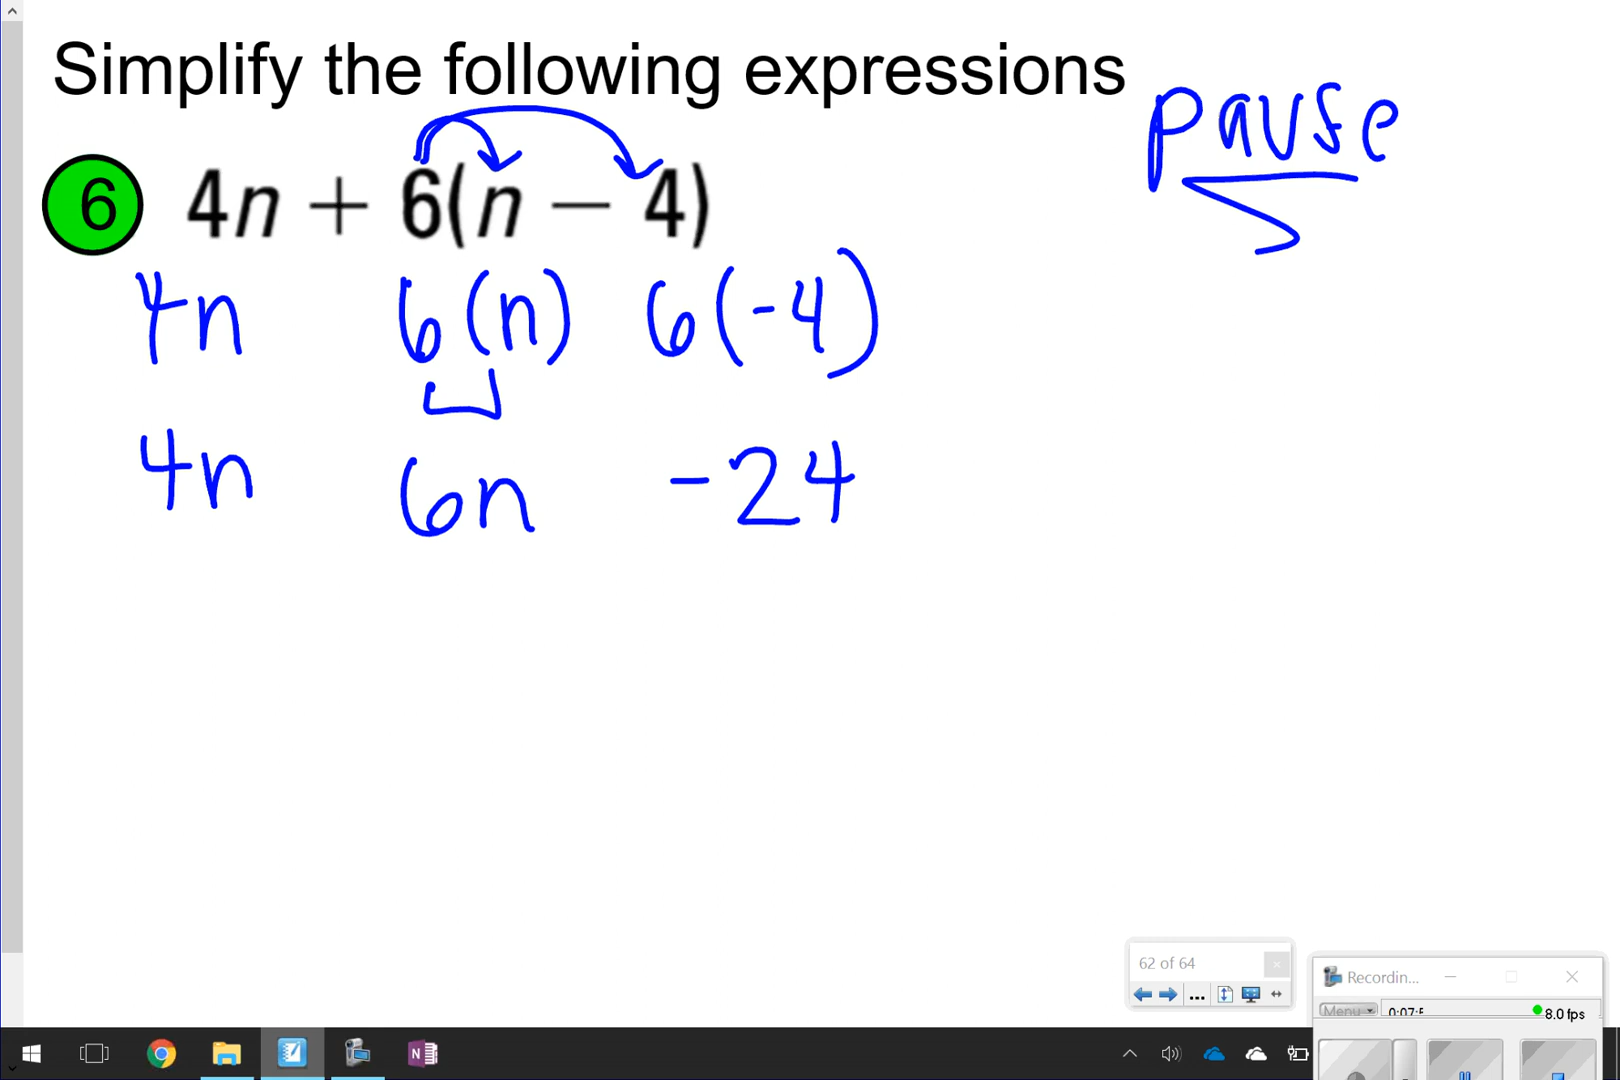 Simplify the following expressions
pause
6 4n + 6(n − 4)
4n 6(n) 6(-4)
4n 6n -24
62 of 64
...
Recordin...
Menu
8.0 fps
N